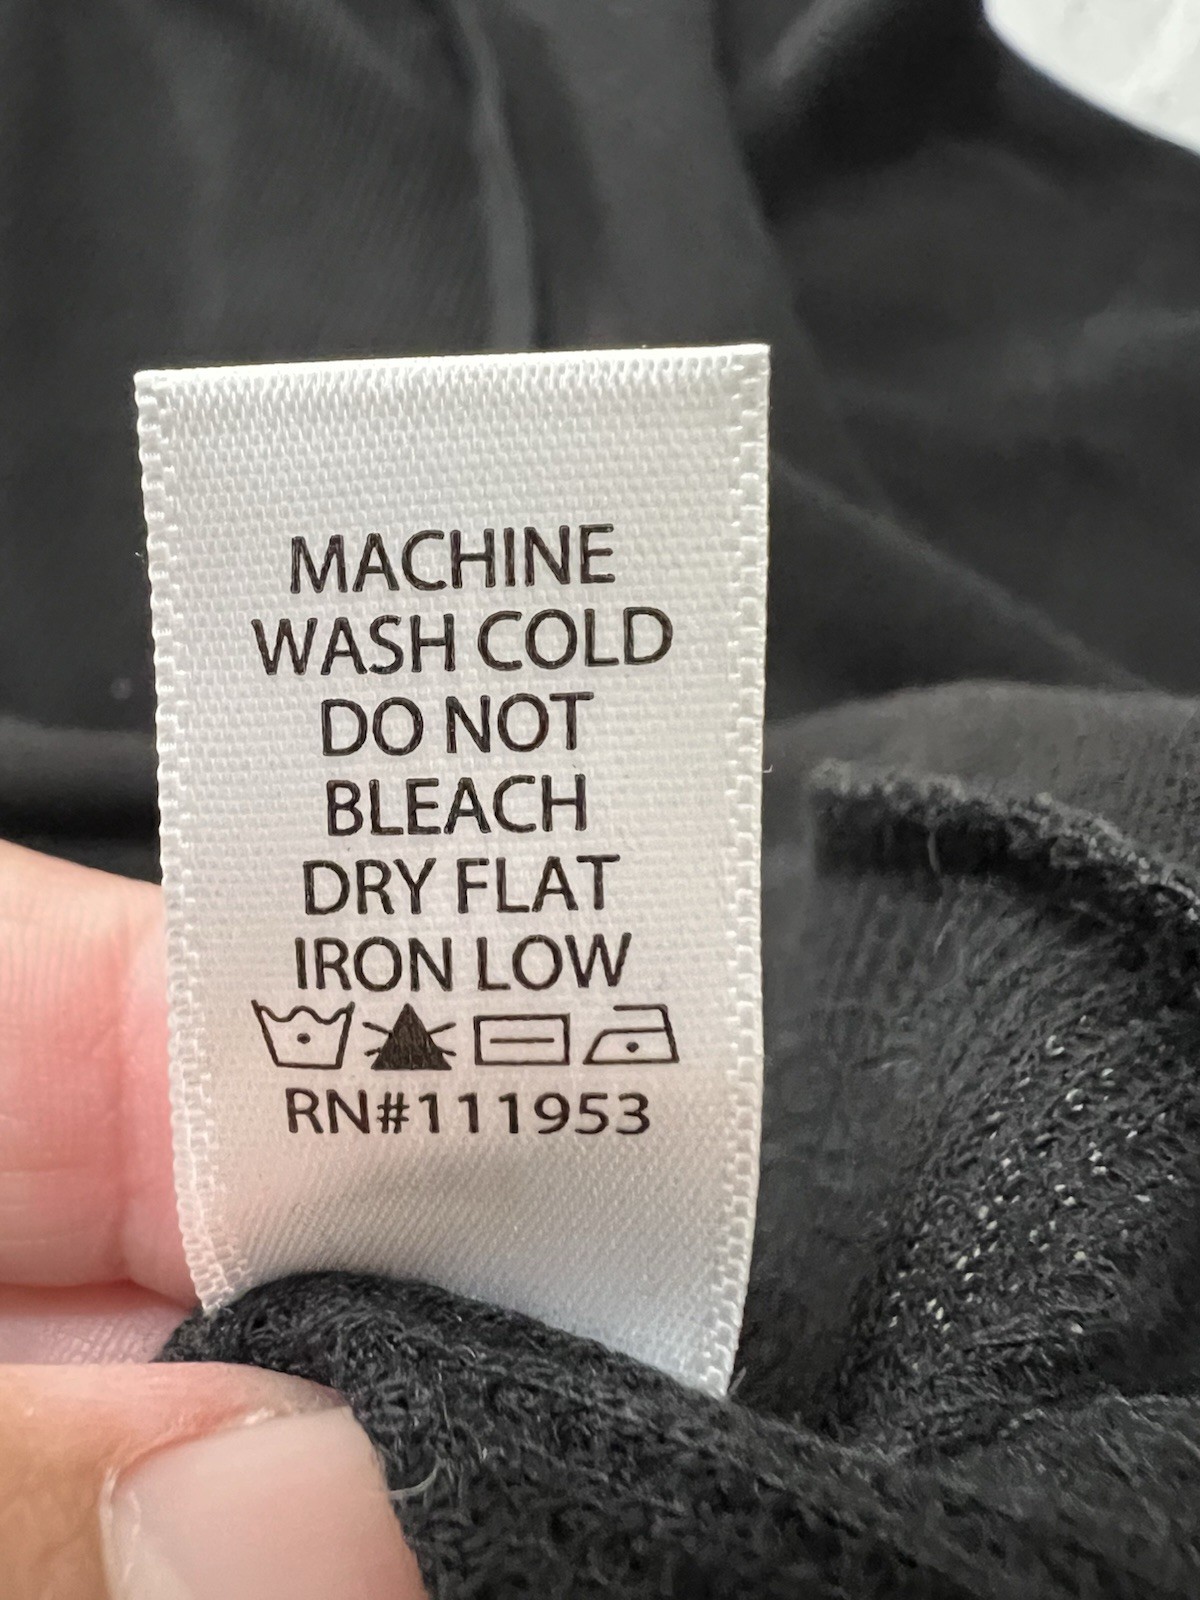 MACHINE
WASH COLD
DO NOT
BLEACH
DRY FLAT
IRON LOW
RN#111953